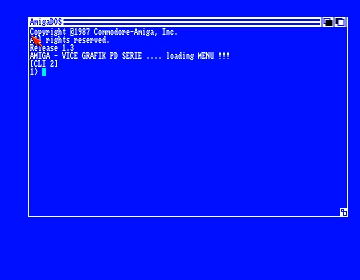 AmigaDOS
Copyright @1987 Commodore-Amiga, Inc.
rights reserved.
Release 1.3
AMIGA - VICE GRAFIK PD SERIE .... loading MENU !!!
[CLI 2]
1>